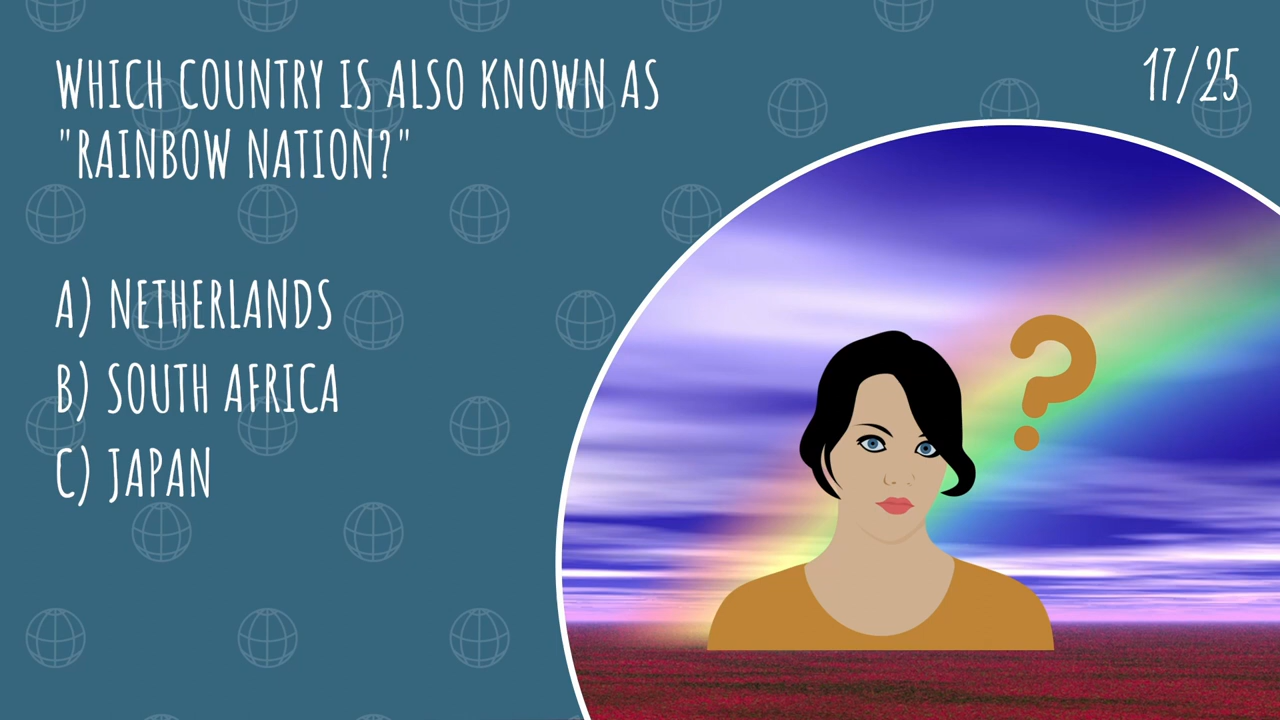 WHICH COUNTRY IS ALSO KNOWN AS
"RAINBOW NATION?"
17/25
A) NETHERLANDS
B) SOUTH AFRICA
C) JAPAN
?